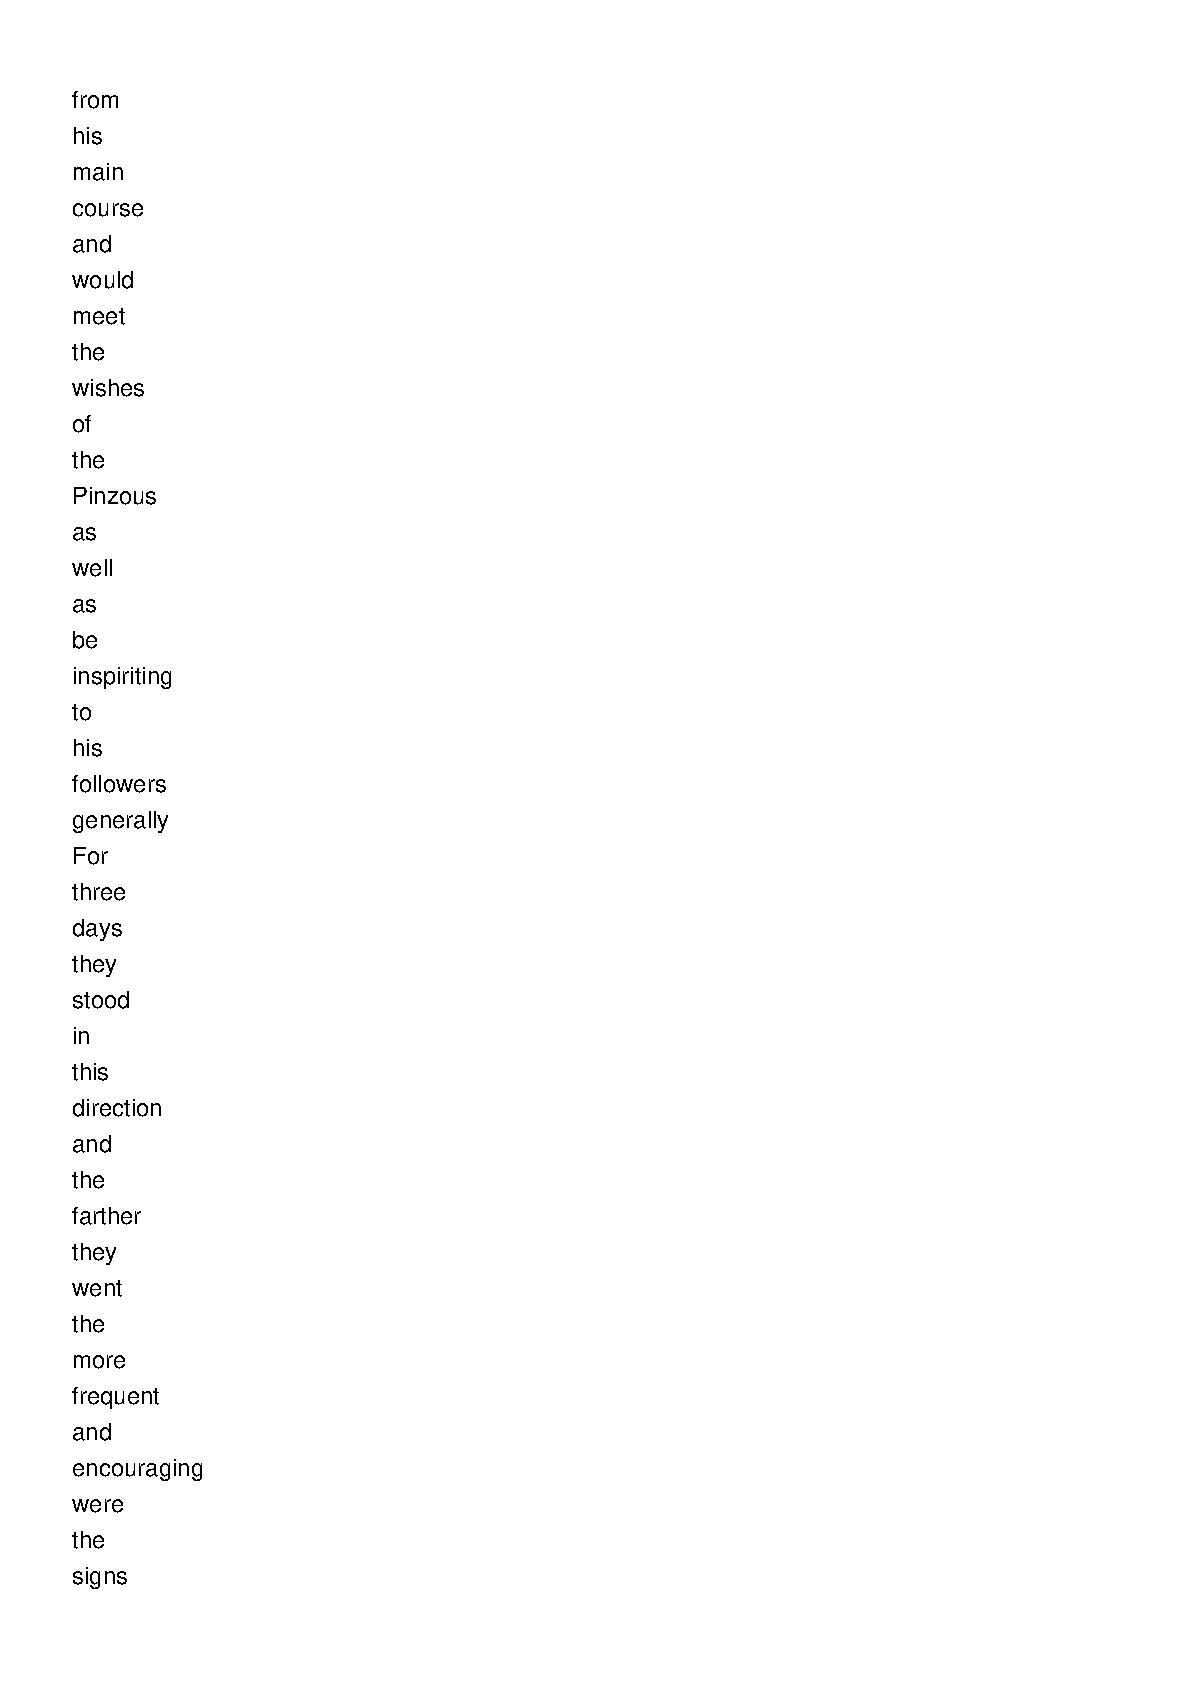 from
his
main
course
and
would
meet
the
wishes
of
the
Pinzous
as
well
as
be
inspiriting
to
his
followers
generally
For
three
days
they
stood
in
this
direction
and
the
farther
they
went
the
more
frequent
and
encouraging
were
the
signs